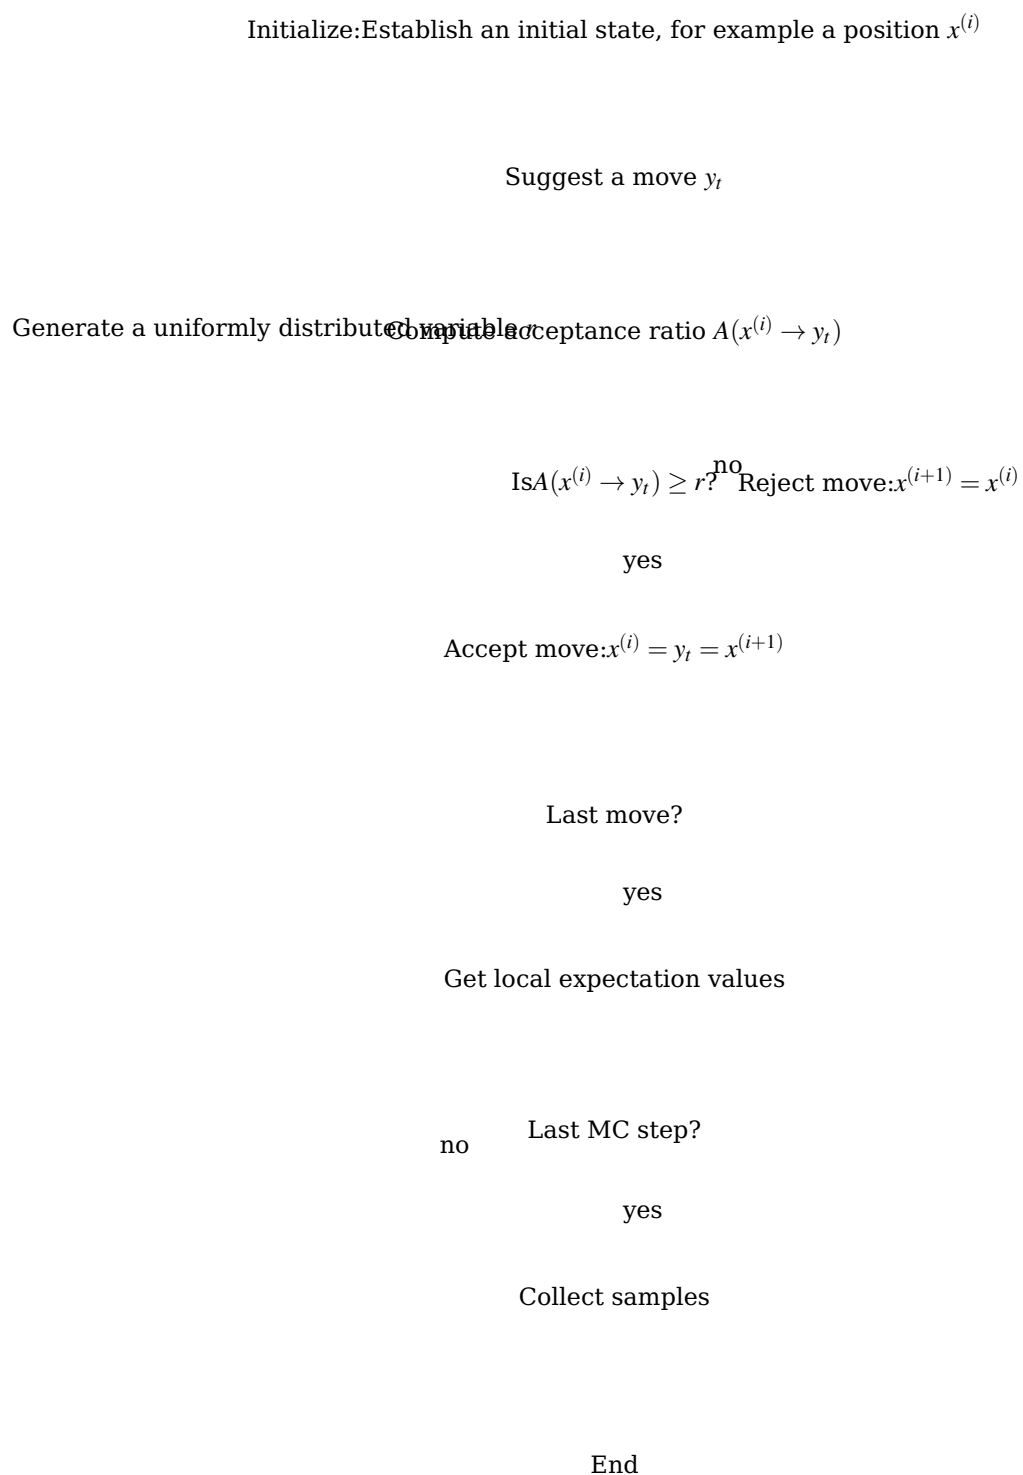 Initialize:Establish an initial state, for example a position x^(i)
Suggest a move y_t
Generate a uniformly distributed variable r
Compute acceptance ratio A(x^(i) → y_t)
IsA(x^(i) → y_t) ≥ r?
no
Reject move:x^(i+1) = x^(i)
yes
Accept move:x^(i) = y_t = x^(i+1)
Last move?
yes
Get local expectation values
Last MC step?
no
yes
Collect samples
End